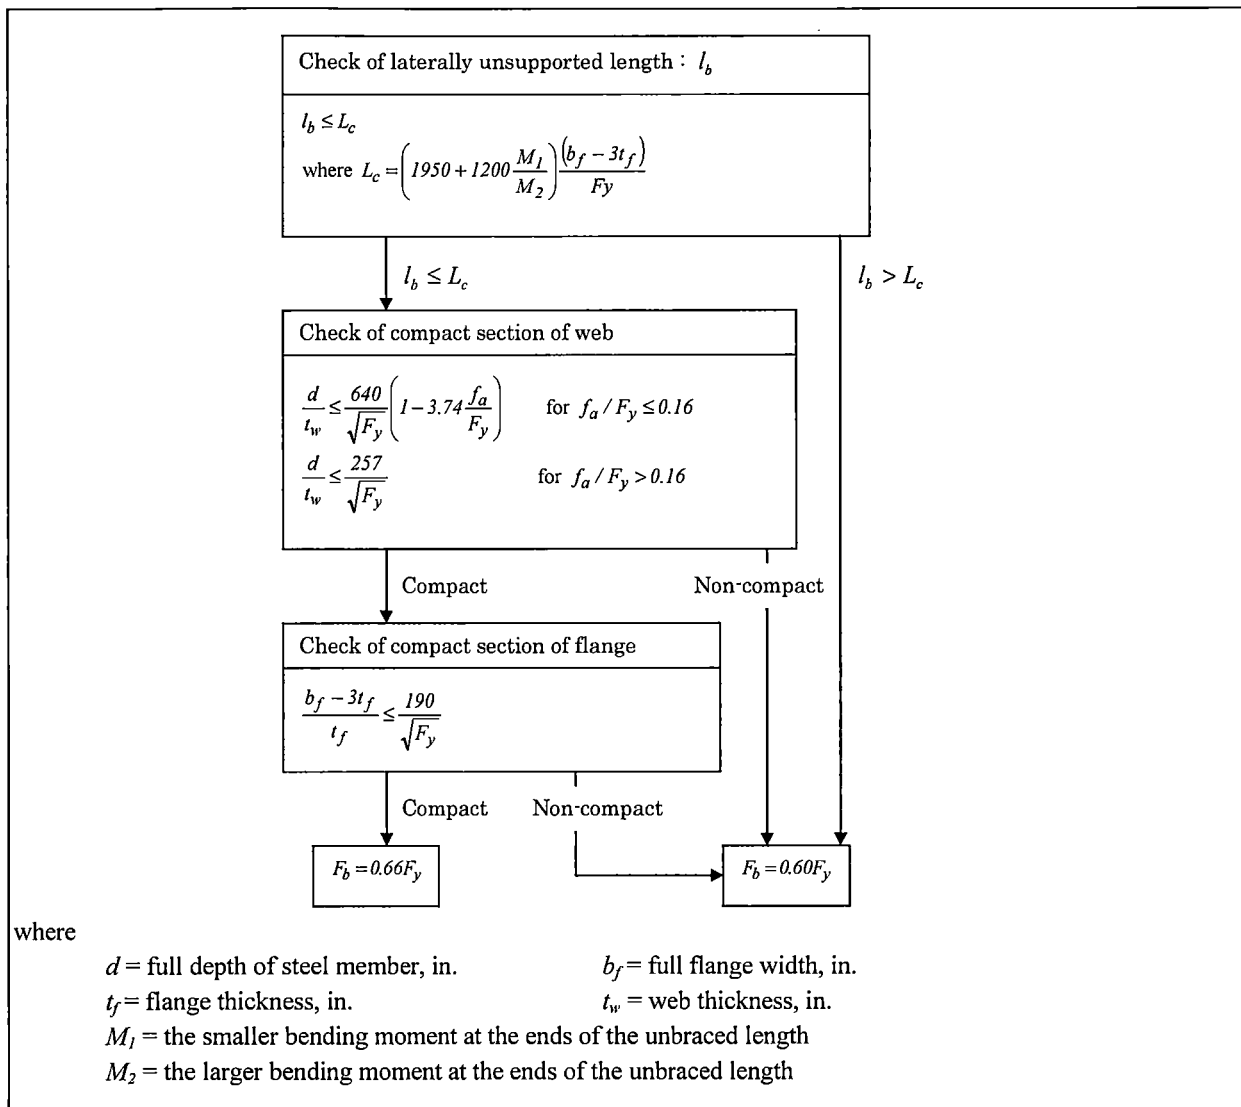 Check of laterally unsupported length : l_b
l_b ≤ L_c
where L_c = (1950 + 1200 M_1/M_2) (b_f − 3t_f)/Fy
l_b ≤ L_c
l_b > L_c
Check of compact section of web
d/t_w ≤ 640/√F_y (1 − 3.74 f_a/F_y) for f_a / F_y ≤ 0.16
d/t_w ≤ 257/√F_y for f_a / F_y > 0.16
Compact
Non-compact
Check of compact section of flange
(b_f − 3t_f)/t_f ≤ 190/√F_y
Compact
Non-compact
F_b = 0.66F_y
F_b = 0.60F_y
where
d = full depth of steel member, in. b_f = full flange width, in.
t_f = flange thickness, in. t_w = web thickness, in.
M_1 = the smaller bending moment at the ends of the unbraced length
M_2 = the larger bending moment at the ends of the unbraced length